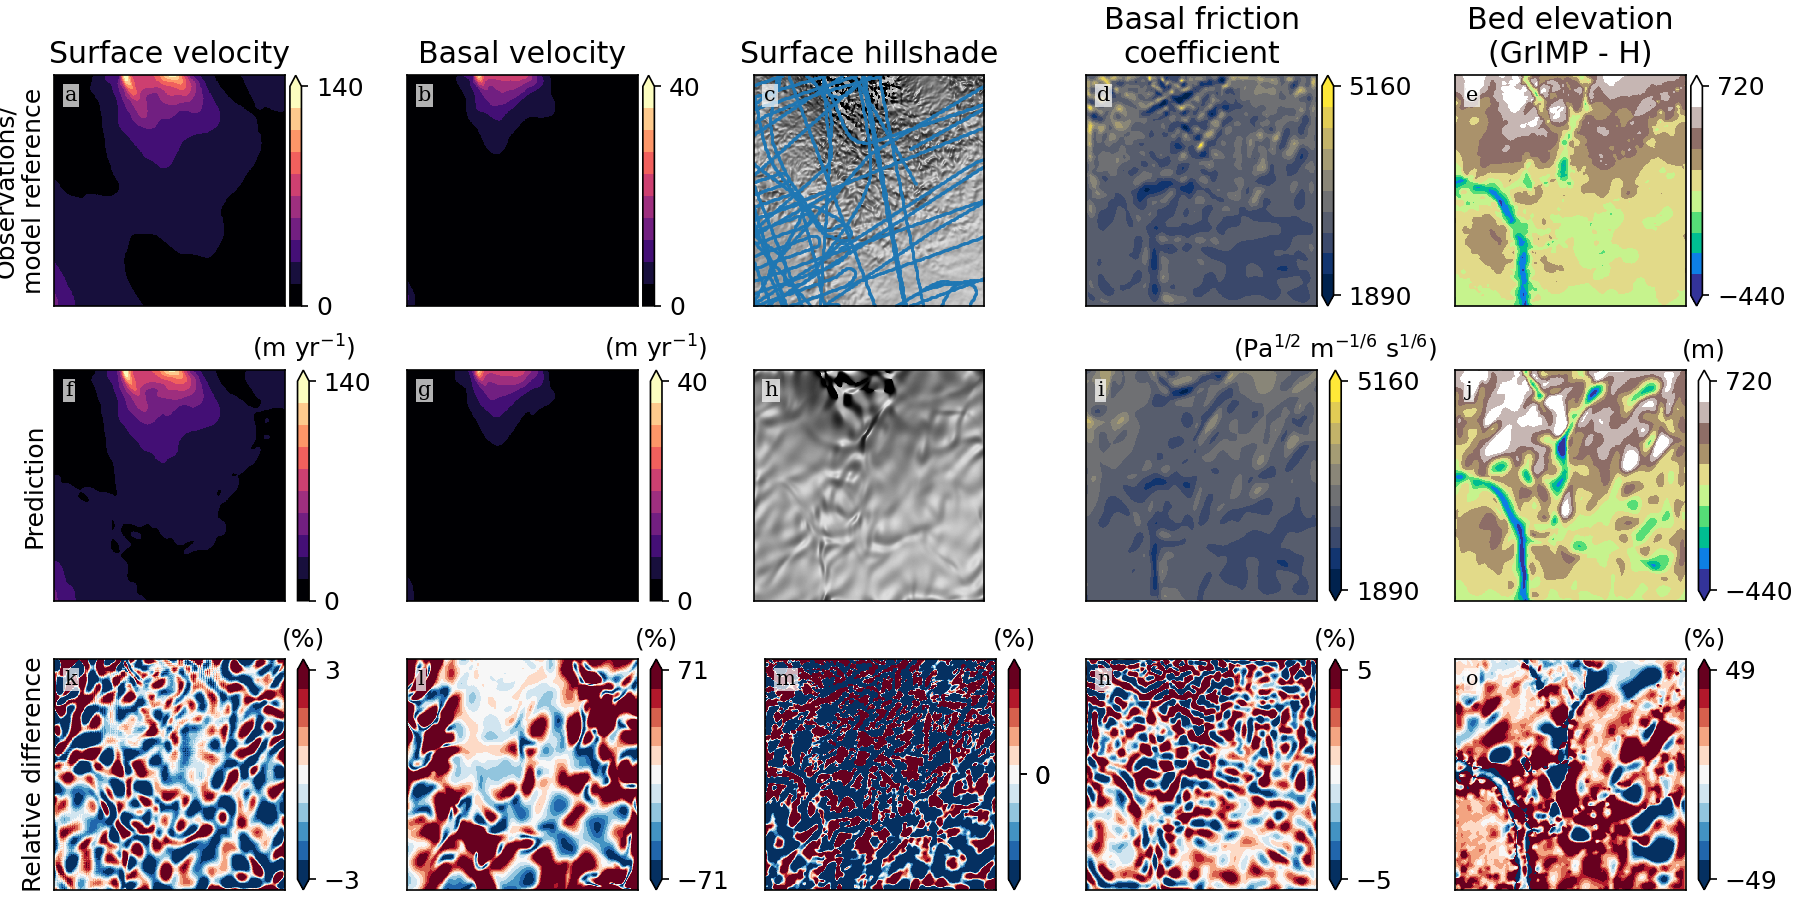 Basal friction
coefficient
Bed elevation
(GrIMP - H)
Surface velocity
Basal velocity
Surface hillshade
Observations/
model reference
a
140
0
b
40
0
c
d
5160
1890
e
720
−440
(m yr⁻¹)
(m yr⁻¹)
(Pa^{1/2} m^{−1/6} s^{1/6})
(m)
Prediction
f
140
0
g
40
0
h
i
5160
1890
j
720
−440
(%)
(%)
(%)
(%)
(%)
Relative difference
k
3
−3
l
71
−71
m
0
n
5
−5
o
49
−49